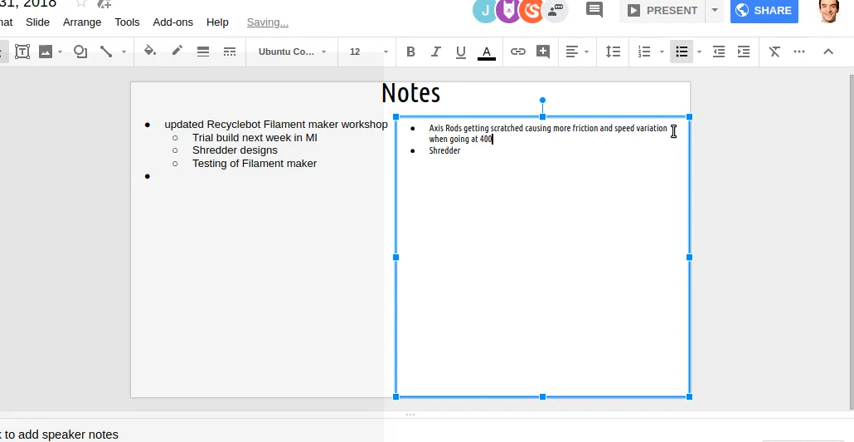 31, 2018
mat Slide Arrange Tools Add-ons Help Saving...
J S PRESENT SHARE
T Ubuntu Co... 12 B I U A
Notes
updated Recyclebot Filament maker workshop
Trial build next week in MI
Shredder designs
Testing of Filament maker
Axis Rods getting scratched causing more friction and speed variation
when going at 400
Shredder
k to add speaker notes